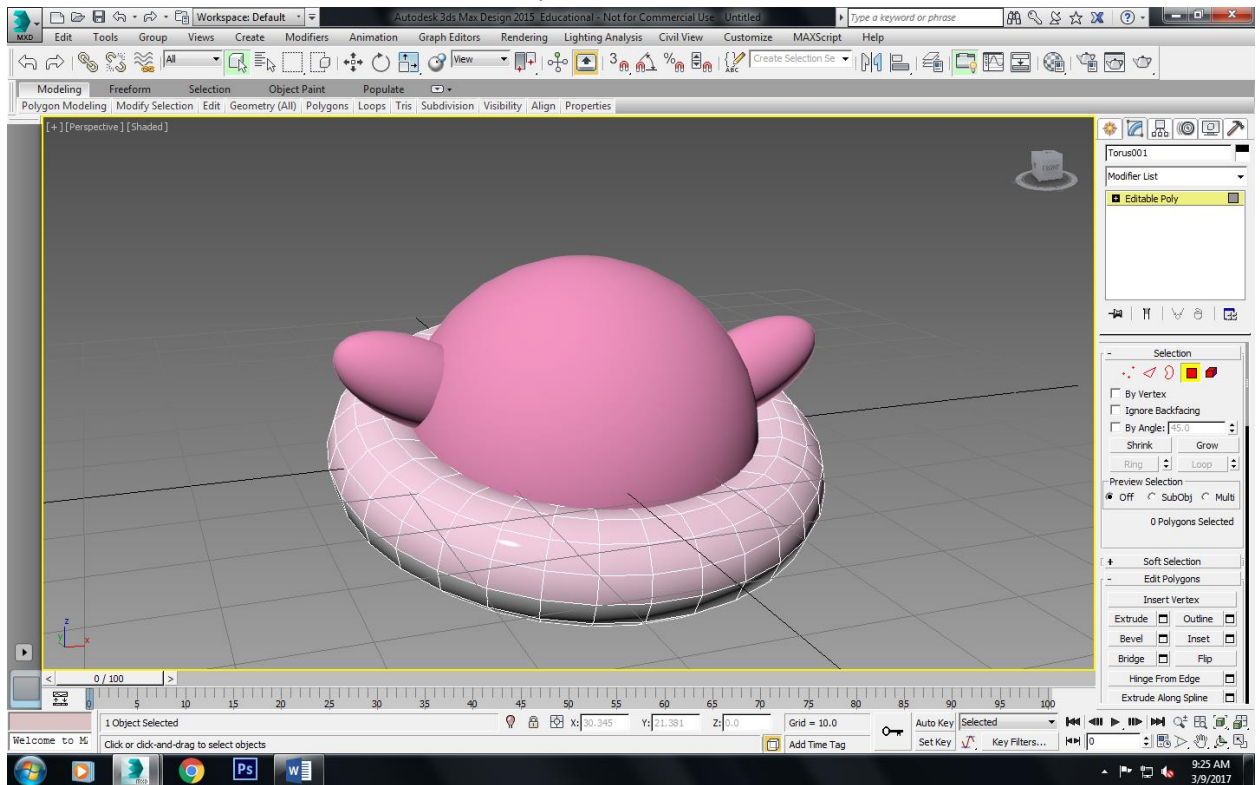 Workspace: Default
Autodesk 3ds Max Design 2015 Educational - Not for Commercial Use Untitled
Type a keyword or phrase
MXD Edit Tools Group Views Create Modifiers Animation Graph Editors Rendering Lighting Analysis Civil View Customize MAXScript Help
All
View
3
%
ABC
Create Selection Se
Modeling Freeform Selection Object Paint Populate
Polygon Modeling Modify Selection Edit Geometry (All) Polygons Loops Tris Subdivision Visibility Align Properties
[+] [Perspective] [Shaded]
FRONT
Torus001
Modifier List
Editable Poly
- Selection
By Vertex
Ignore Backfacing
By Angle: 45.0
Shrink Grow
Ring Loop
Preview Selection
Off SubObj Multi
0 Polygons Selected
+ Soft Selection
- Edit Polygons
Insert Vertex
Extrude Outline
Bevel Inset
Bridge Flip
Hinge From Edge
Extrude Along Spline
z
y x
< 0 / 100 >
0 5 10 15 20 25 30 35 40 45 50 55 60 65 70 75 80 85 90 95 100
1 Object Selected X: 30.345 Y: 21.381 Z: 0.0 Grid = 10.0 Auto Key Selected
Welcome to M Click or click-and-drag to select objects Add Time Tag Set Key Key Filters... 0
Ps
W
9:25 AM
3/9/2017